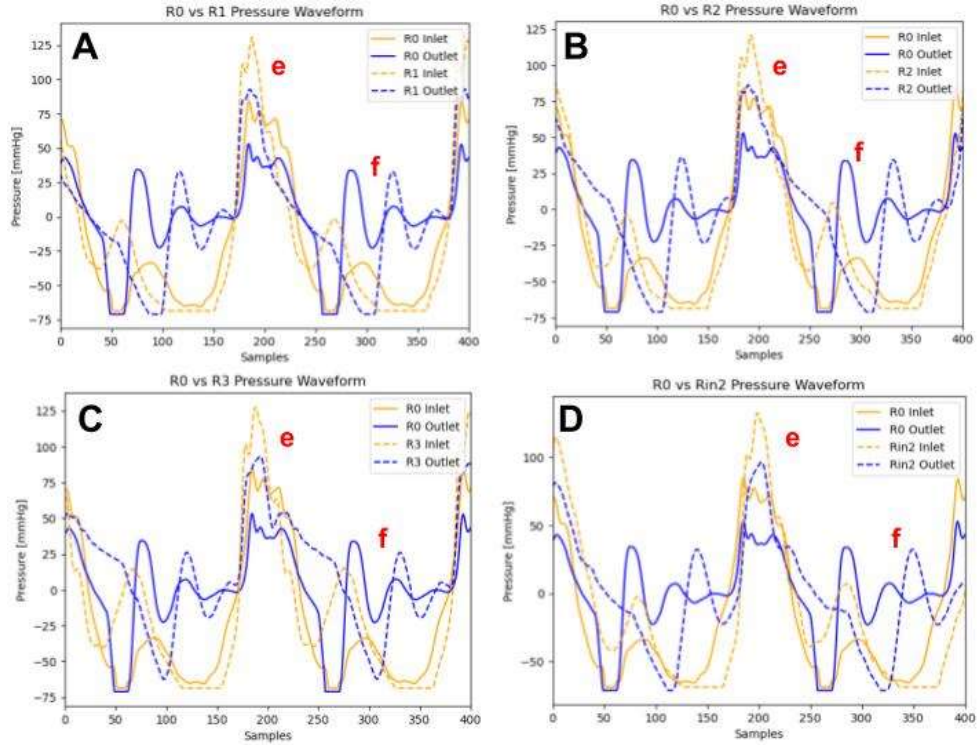 R0 vs R1 Pressure Waveform
A
e
f
R0 Inlet
R0 Outlet
R1 Inlet
R1 Outlet
Pressure [mmHg]
125
100
75
50
25
0
−25
−50
−75
0 50 100 150 200 250 300 350 400
Samples
R0 vs R2 Pressure Waveform
B
e
f
R0 Inlet
R0 Outlet
R2 Inlet
R2 Outlet
Pressure [mmHg]
125
100
75
50
25
0
−25
−50
−75
0 50 100 150 200 250 300 350 400
Samples
R0 vs R3 Pressure Waveform
C
e
f
R0 Inlet
R0 Outlet
R3 Inlet
R3 Outlet
Pressure [mmHg]
125
100
75
50
25
0
−25
−50
−75
0 50 100 150 200 250 300 350 400
Samples
R0 vs Rin2 Pressure Waveform
D
e
f
R0 Inlet
R0 Outlet
Rin2 Inlet
Rin2 Outlet
Pressure [mmHg]
100
50
0
−50
0 50 100 150 200 250 300 350 400
Samples